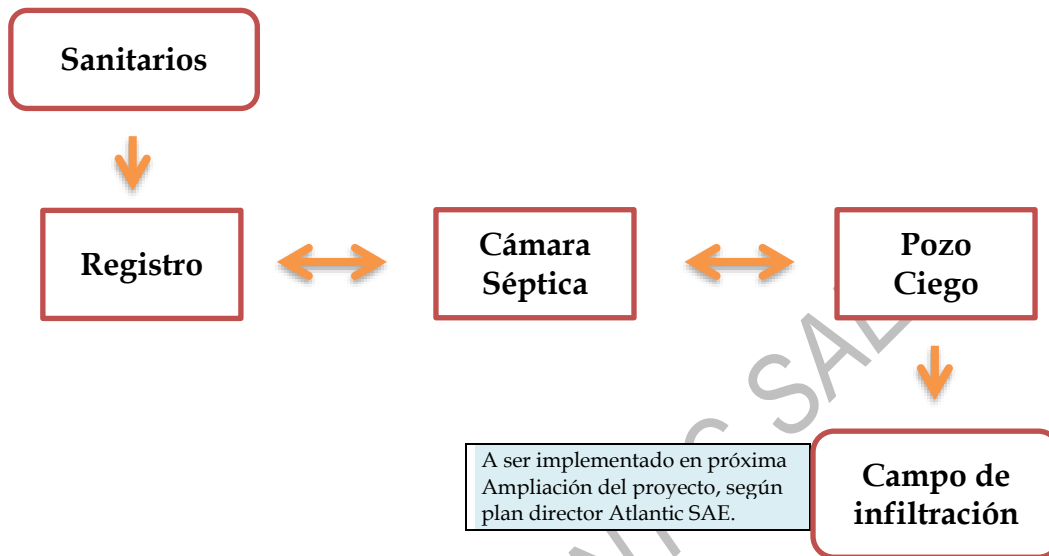 Sanitarios
Registro
Cámara
Séptica
Pozo
Ciego
A ser implementado en próxima
Ampliación del proyecto, según
plan director Atlantic SAE.
Campo de
infiltración